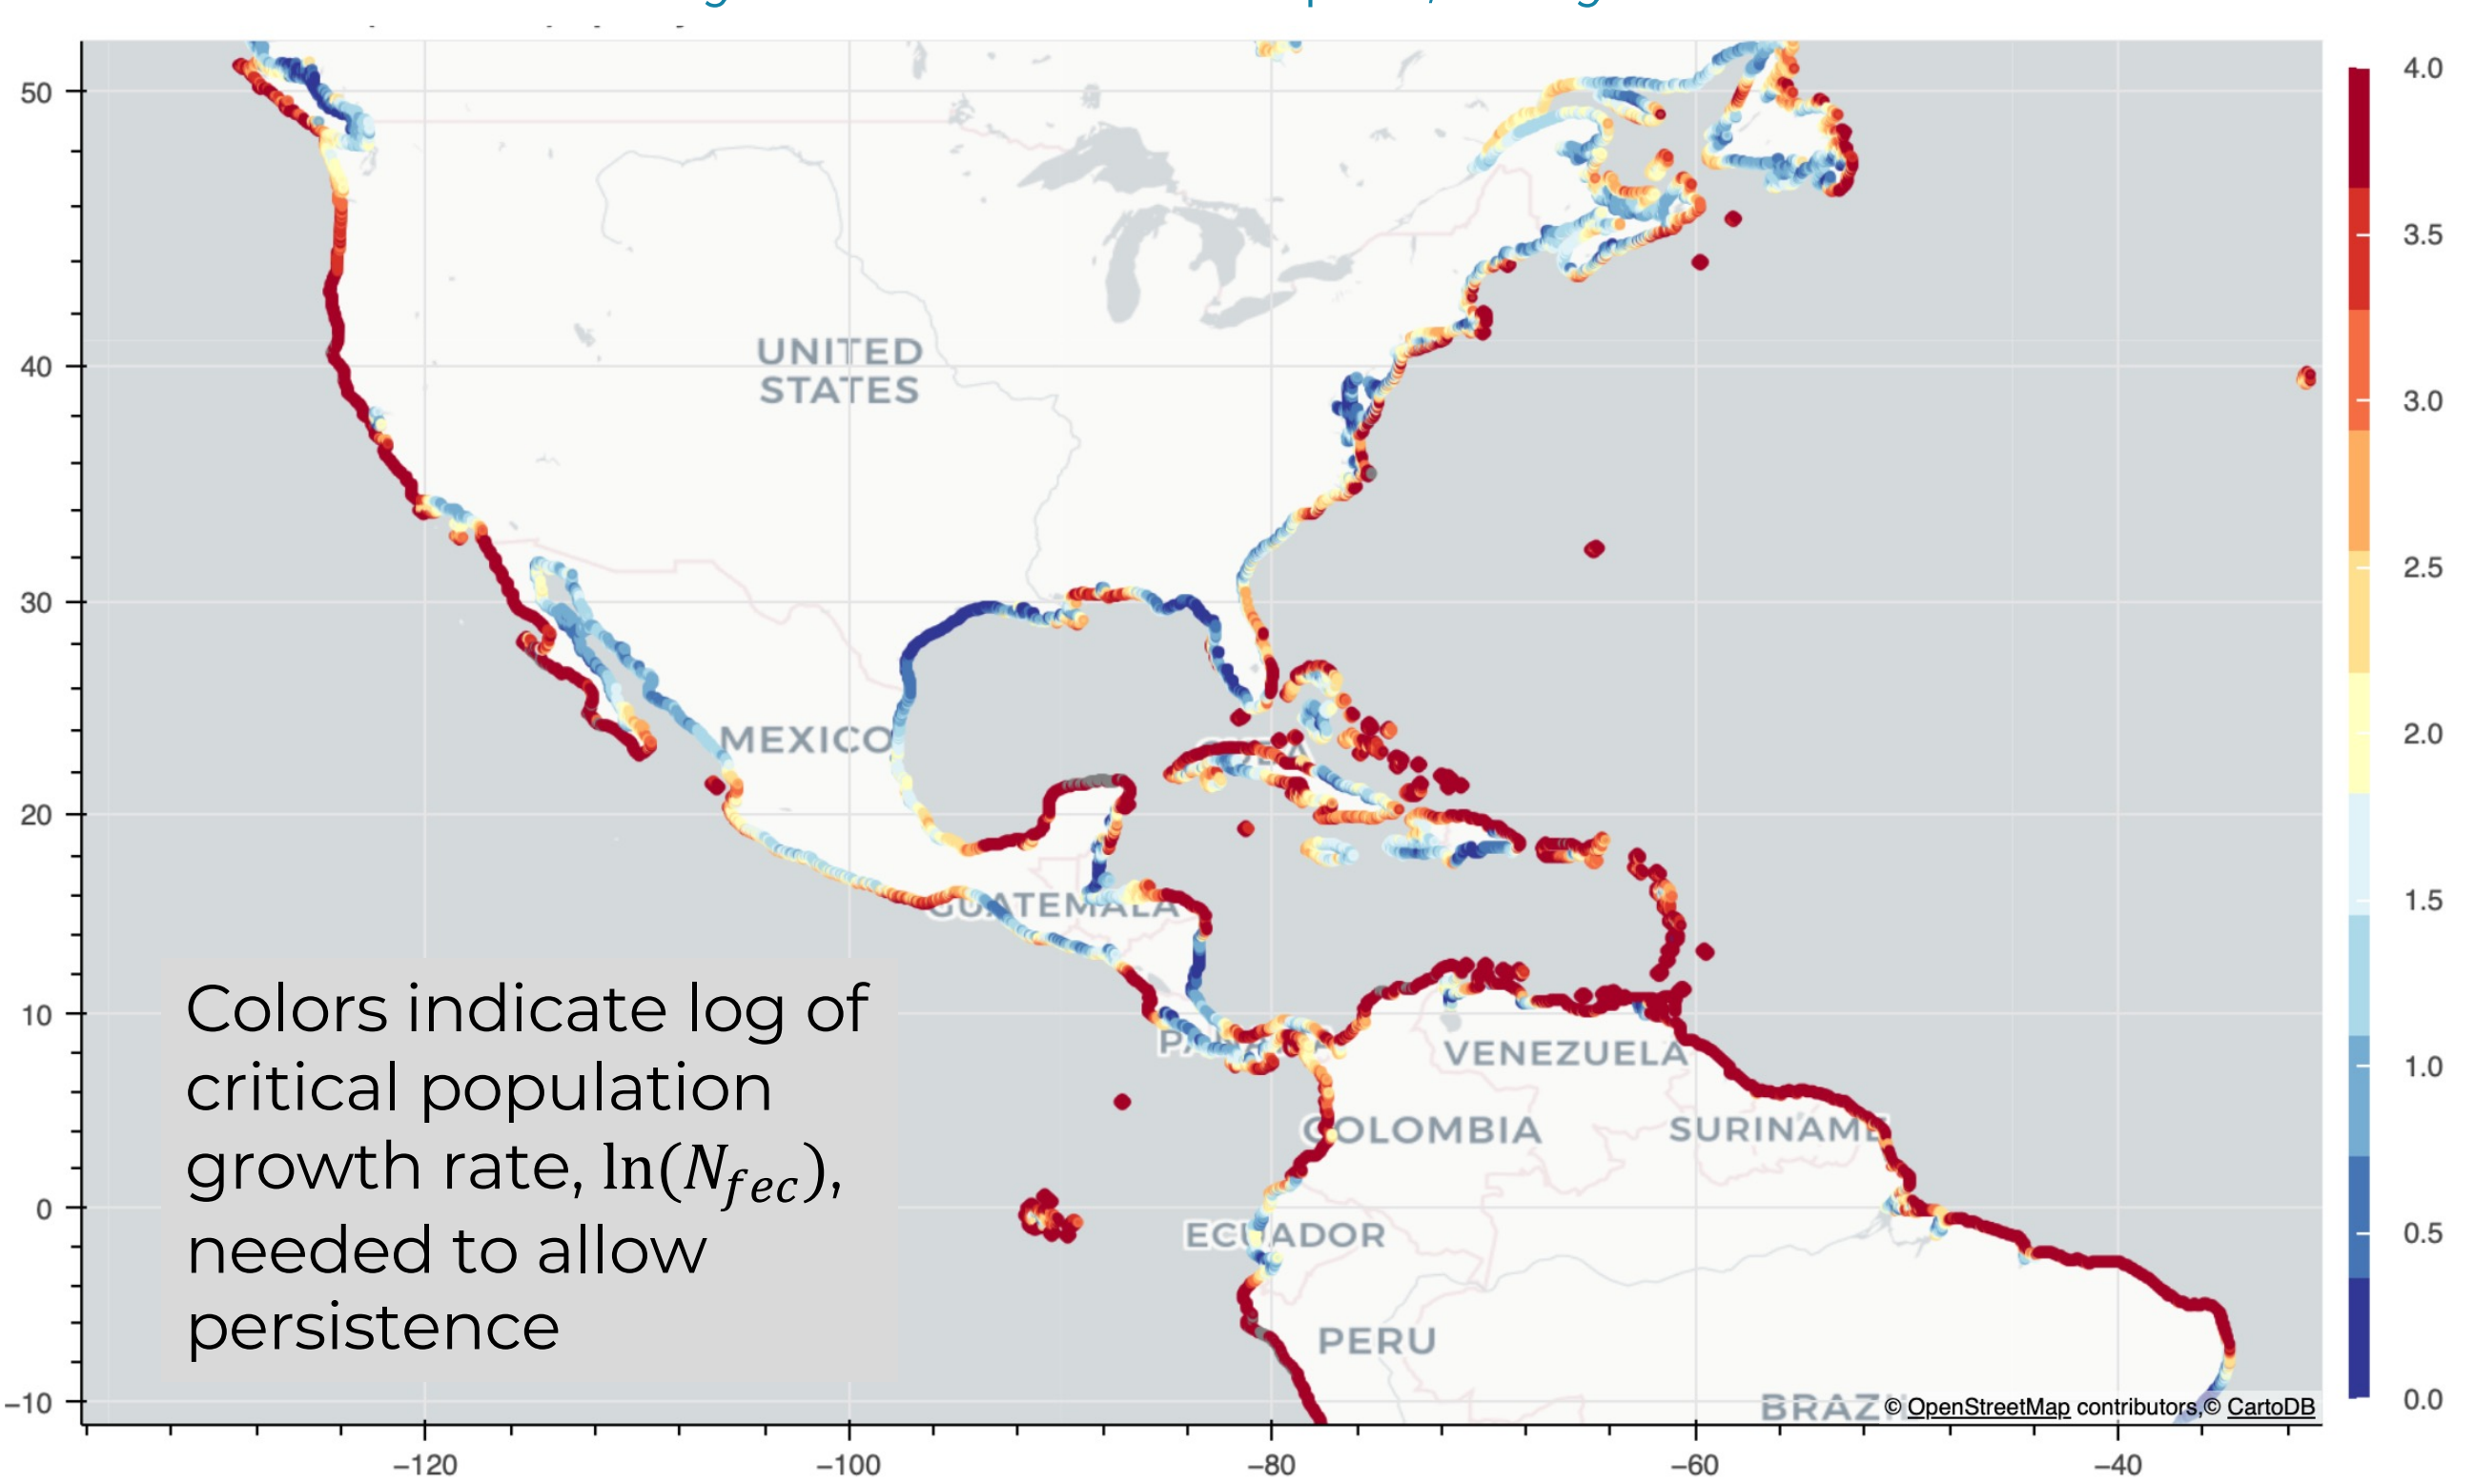 50
40
30
20
10
0
−10
−120
−100
−80
−60
−40
UNITED
STATES
MEXICO
GUATEMALA
VENEZUELA
COLOMBIA
SURINAME
ECUADOR
PERU
Colors indicate log of
critical population
growth rate, ln(N_fec),
needed to allow
persistence
© OpenStreetMap contributors,© CartoDB
4.0
3.5
3.0
2.5
2.0
1.5
1.0
0.5
0.0